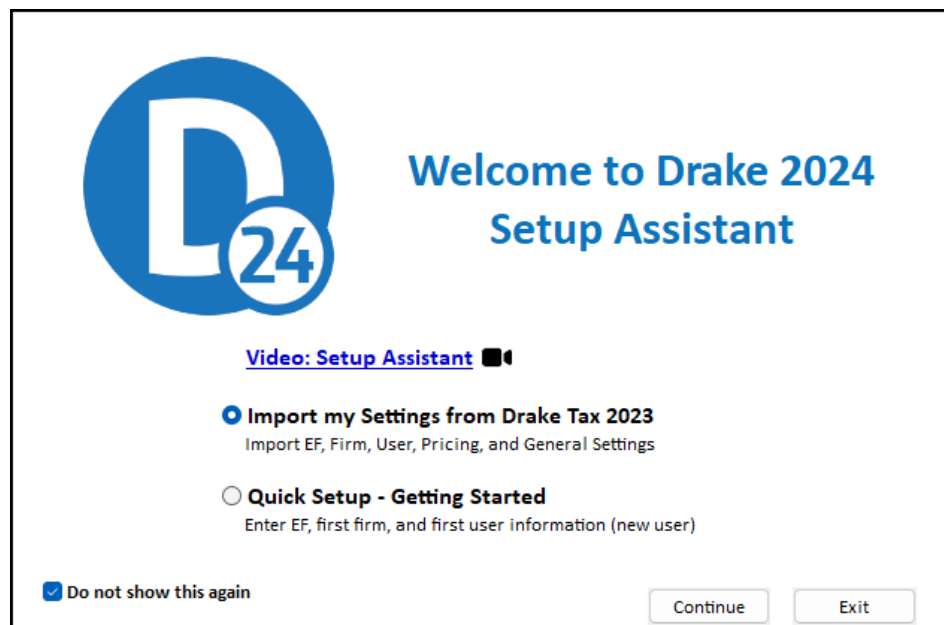 D
24
Welcome to Drake 2024
Setup Assistant
Video: Setup Assistant
Import my Settings from Drake Tax 2023
Import EF, Firm, User, Pricing, and General Settings
Quick Setup - Getting Started
Enter EF, first firm, and first user information (new user)
Do not show this again
Continue
Exit